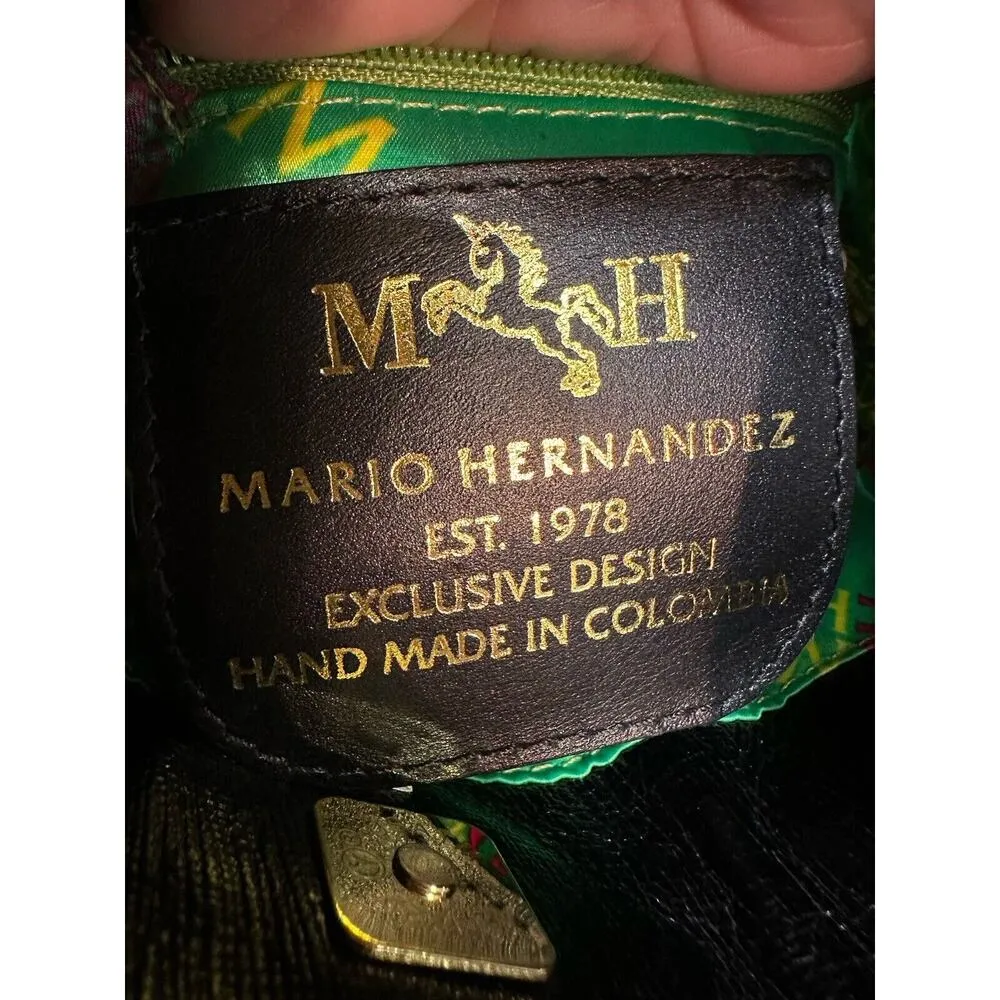 M H
MARIO HERNANDEZ
EST. 1978
EXCLUSIVE DESIGN
HAND MADE IN COLOMBIA